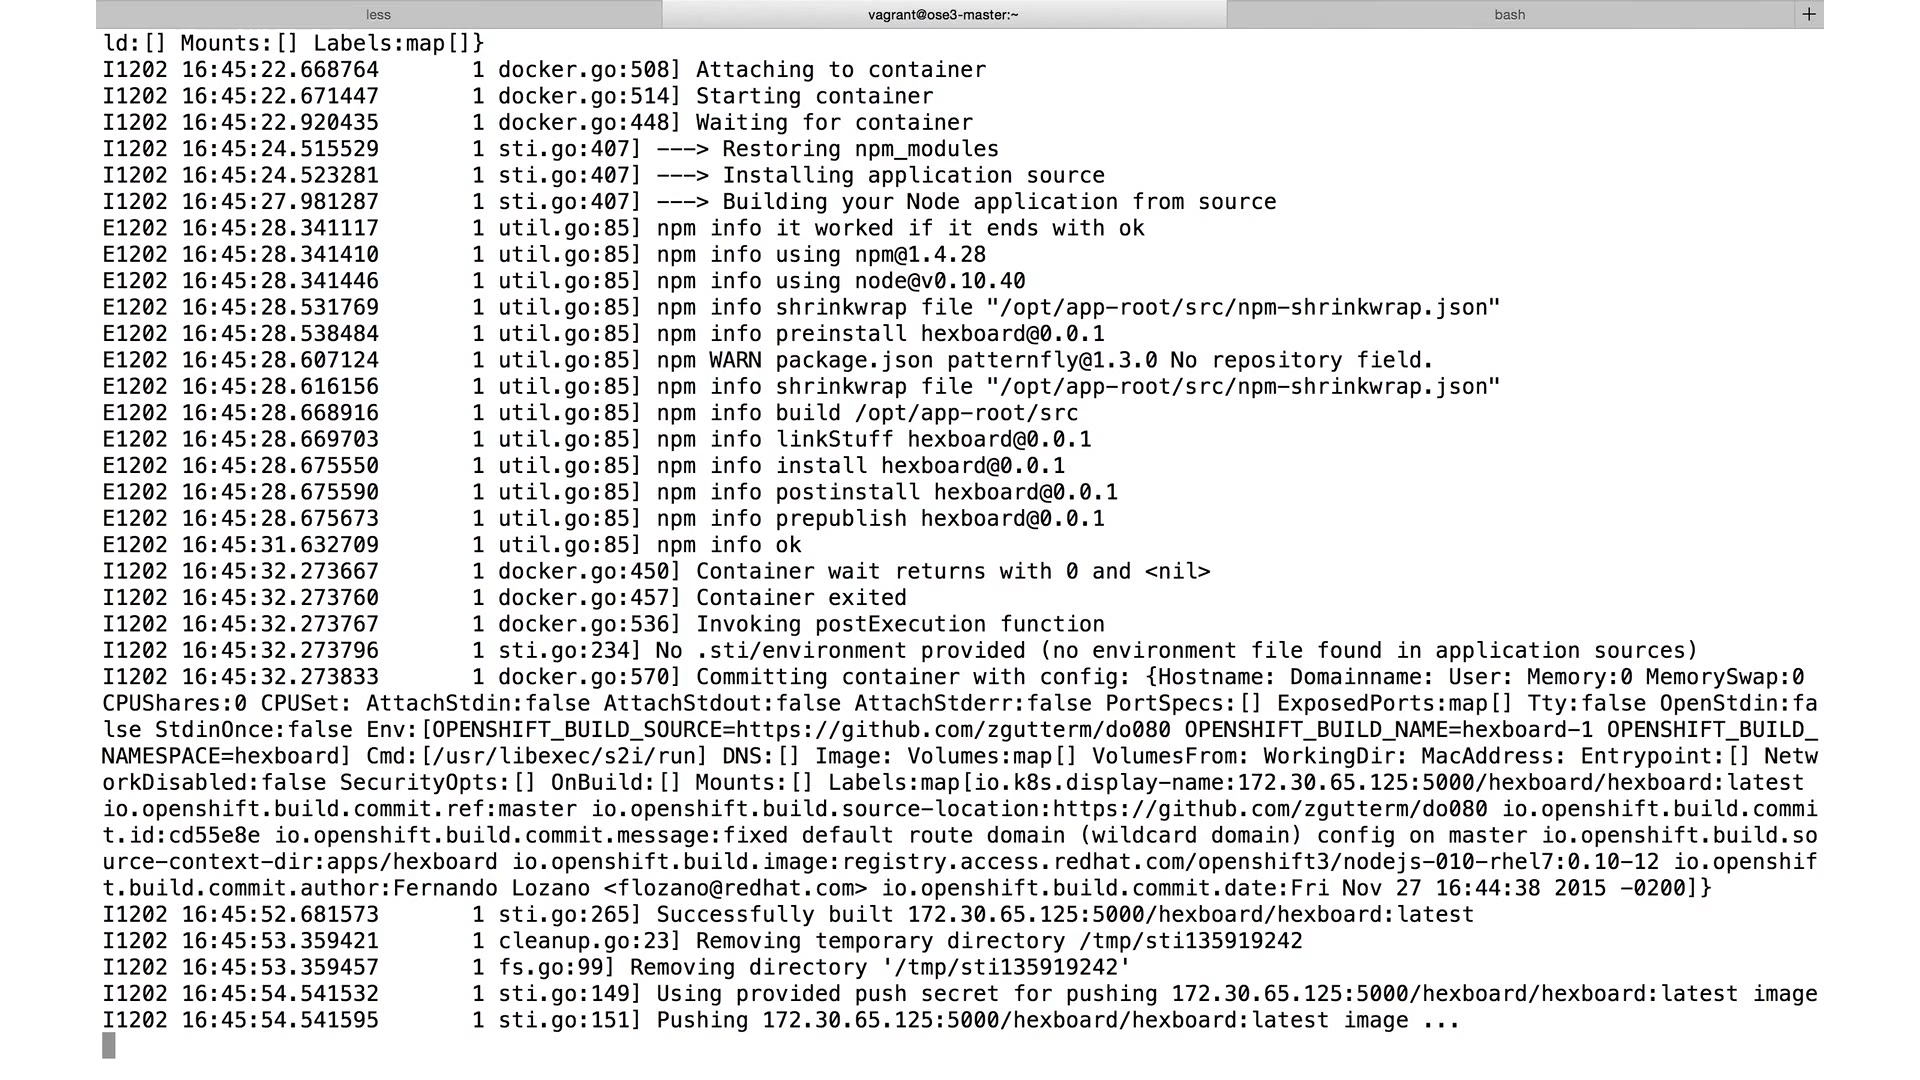 less
vagrant@ose3-master:~
bash
+
ld:[] Mounts:[] Labels:map[]}
I1202 16:45:22.668764       1 docker.go:508] Attaching to container
I1202 16:45:22.671447       1 docker.go:514] Starting container
I1202 16:45:22.920435       1 docker.go:448] Waiting for container
I1202 16:45:24.515529       1 sti.go:407] ---> Restoring npm_modules
I1202 16:45:24.523281       1 sti.go:407] ---> Installing application source
I1202 16:45:27.981287       1 sti.go:407] ---> Building your Node application from source
E1202 16:45:28.341117       1 util.go:85] npm info it worked if it ends with ok
E1202 16:45:28.341410       1 util.go:85] npm info using npm@1.4.28
E1202 16:45:28.341446       1 util.go:85] npm info using node@v0.10.40
E1202 16:45:28.531769       1 util.go:85] npm info shrinkwrap file "/opt/app-root/src/npm-shrinkwrap.json"
E1202 16:45:28.538484       1 util.go:85] npm info preinstall hexboard@0.0.1
E1202 16:45:28.607124       1 util.go:85] npm WARN package.json patternfly@1.3.0 No repository field.
E1202 16:45:28.616156       1 util.go:85] npm info shrinkwrap file "/opt/app-root/src/npm-shrinkwrap.json"
E1202 16:45:28.668916       1 util.go:85] npm info build /opt/app-root/src
E1202 16:45:28.669703       1 util.go:85] npm info linkStuff hexboard@0.0.1
E1202 16:45:28.675550       1 util.go:85] npm info install hexboard@0.0.1
E1202 16:45:28.675590       1 util.go:85] npm info postinstall hexboard@0.0.1
E1202 16:45:28.675673       1 util.go:85] npm info prepublish hexboard@0.0.1
E1202 16:45:31.632709       1 util.go:85] npm info ok
I1202 16:45:32.273667       1 docker.go:450] Container wait returns with 0 and <nil>
I1202 16:45:32.273760       1 docker.go:457] Container exited
I1202 16:45:32.273767       1 docker.go:536] Invoking postExecution function
I1202 16:45:32.273796       1 sti.go:234] No .sti/environment provided (no environment file found in application sources)
I1202 16:45:32.273833       1 docker.go:570] Committing container with config: {Hostname: Domainname: User: Memory:0 MemorySwap:0
CPUShares:0 CPUSet: AttachStdin:false AttachStdout:false AttachStderr:false PortSpecs:[] ExposedPorts:map[] Tty:false OpenStdin:fa
lse StdinOnce:false Env:[OPENSHIFT_BUILD_SOURCE=https://github.com/zgutterm/do080 OPENSHIFT_BUILD_NAME=hexboard-1 OPENSHIFT_BUILD_
NAMESPACE=hexboard] Cmd:[/usr/libexec/s2i/run] DNS:[] Image: Volumes:map[] VolumesFrom: WorkingDir: MacAddress: Entrypoint:[] Netw
orkDisabled:false SecurityOpts:[] OnBuild:[] Mounts:[] Labels:map[io.k8s.display-name:172.30.65.125:5000/hexboard/hexboard:latest
io.openshift.build.commit.ref:master io.openshift.build.source-location:https://github.com/zgutterm/do080 io.openshift.build.commi
t.id:cd55e8e io.openshift.build.commit.message:fixed default route domain (wildcard domain) config on master io.openshift.build.so
urce-context-dir:apps/hexboard io.openshift.build.image:registry.access.redhat.com/openshift3/nodejs-010-rhel7:0.10-12 io.openshif
t.build.commit.author:Fernando Lozano <flozano@redhat.com> io.openshift.build.commit.date:Fri Nov 27 16:44:38 2015 -0200]}
I1202 16:45:52.681573       1 sti.go:265] Successfully built 172.30.65.125:5000/hexboard/hexboard:latest
I1202 16:45:53.359421       1 cleanup.go:23] Removing temporary directory /tmp/sti135919242
I1202 16:45:53.359457       1 fs.go:99] Removing directory '/tmp/sti135919242'
I1202 16:45:54.541532       1 sti.go:149] Using provided push secret for pushing 172.30.65.125:5000/hexboard/hexboard:latest image
I1202 16:45:54.541595       1 sti.go:151] Pushing 172.30.65.125:5000/hexboard/hexboard:latest image ...